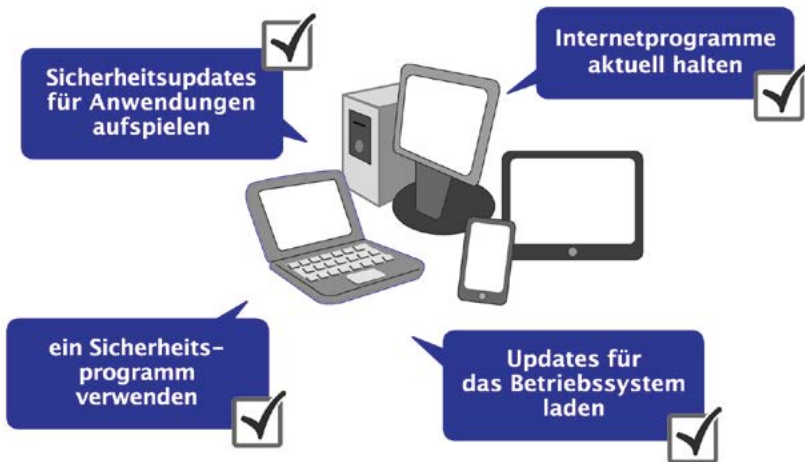 Sicherheitsupdates
für Anwendungen
aufspielen
Internetprogramme
aktuell halten
ein Sicherheits-
programm
verwenden
Updates für
das Betriebssystem
laden